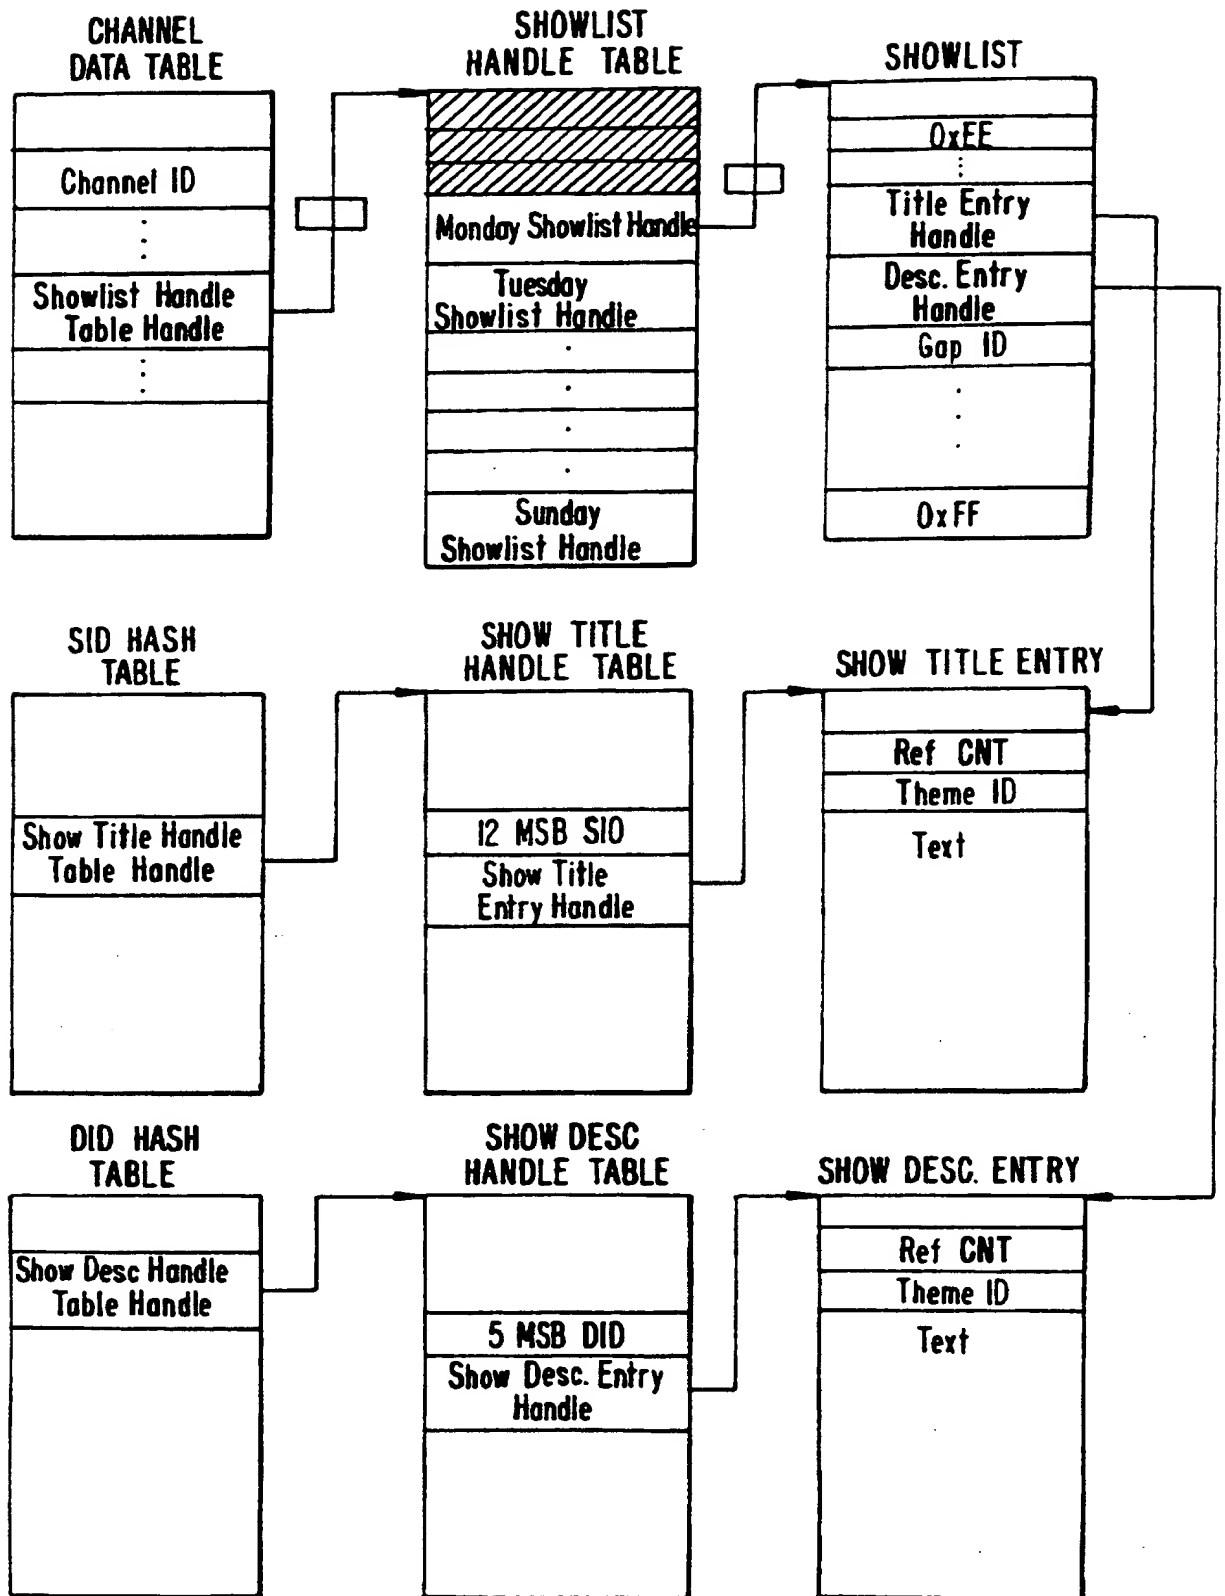 CHANNEL
DATA TABLE
Channel ID
Showlist Handle
Table Handle
SHOWLIST
HANDLE TABLE
Monday Showlist Handle
Tuesday
Showlist Handle
Sunday
Showlist Handle
SHOWLIST
0xEE
Title Entry
Handle
Desc. Entry
Handle
Gap ID
0xFF
SID HASH
TABLE
Show Title Handle
Table Handle
SHOW TITLE
HANDLE TABLE
12 MSB SIO
Show Title
Entry Handle
SHOW TITLE ENTRY
Ref CNT
Theme ID
Text
DID HASH
TABLE
Show Desc Handle
Table Handle
SHOW DESC
HANDLE TABLE
5 MSB DID
Show Desc. Entry
Handle
SHOW DESC. ENTRY
Ref CNT
Theme ID
Text